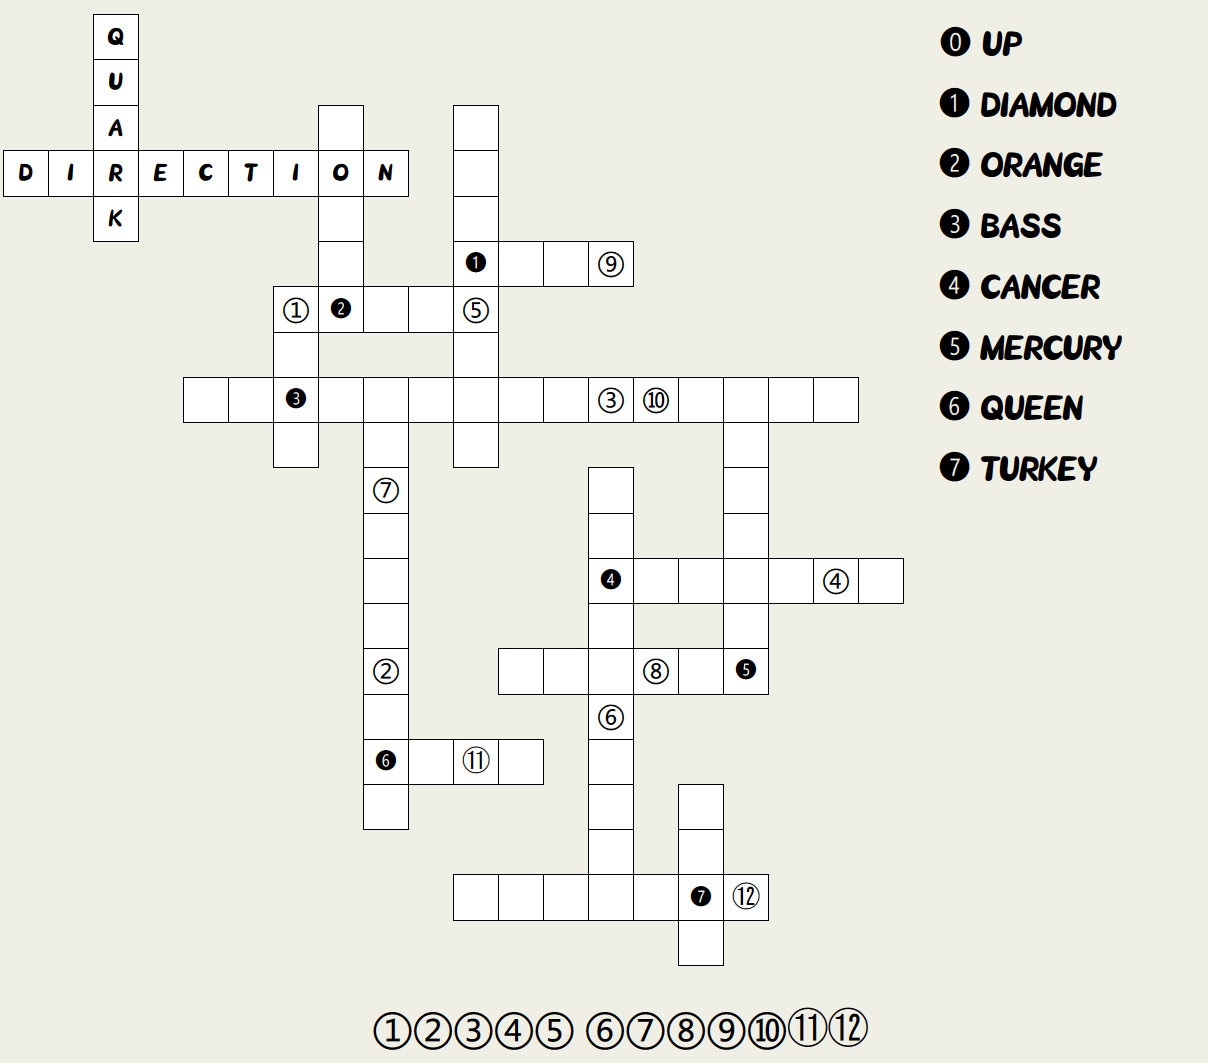 Q
U
A
D I R E C T I O N
K
❶ ⑨
① ❷ ⑤
❸ ③ ⑩
⑦
❹ ④
② ⑧ ❺
⑥
❻ ⑪
❼ ⑫
⓿ UP
❶ DIAMOND
❷ ORANGE
❸ BASS
❹ CANCER
❺ MERCURY
❻ QUEEN
❼ TURKEY
①②③④⑤ ⑥⑦⑧⑨⑩⑪⑫